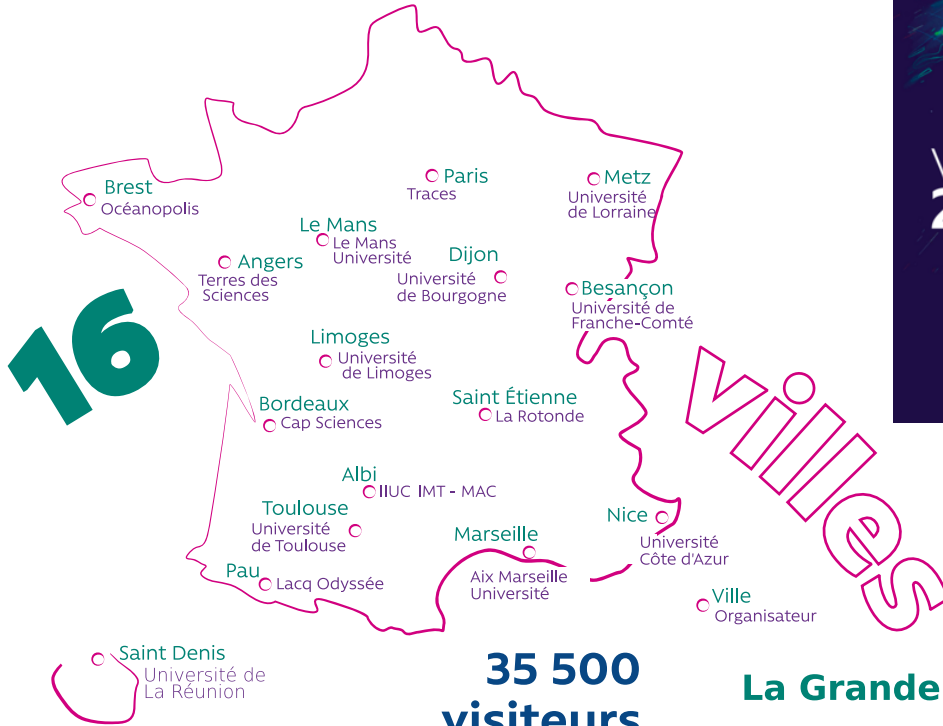 Paris
Traces
Metz
Université
de Lorraine
Brest
Océanopolis
Le Mans
Le Mans
Université
Angers
Terres des
Sciences
Dijon
Université
de Bourgogne
Besançon
Université de
Franche-Comté
16
villes
Limoges
Université
de Limoges
Bordeaux
Cap Sciences
Saint Étienne
La Rotonde
Albi
IIUC IMT - MAC
Toulouse
Université
de Toulouse
Marseille
Aix Marseille
Université
Nice
Université
Côte d'Azur
Pau
Lacq Odyssée
Ville
Organisateur
Saint Denis
Université de
La Réunion
35 500
visiteurs
La Grande